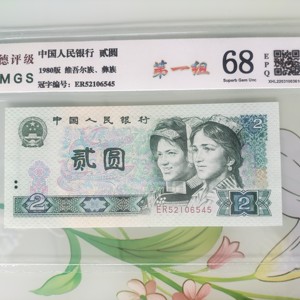 德评级
MGS
中国人民银行 贰圆
1980版 维吾尔族、彝族
冠字编号：ER52106545
第一组
68
EPQ
Superb Gem Unc
中国人民银行
贰圆
2
ER52106545
2
2